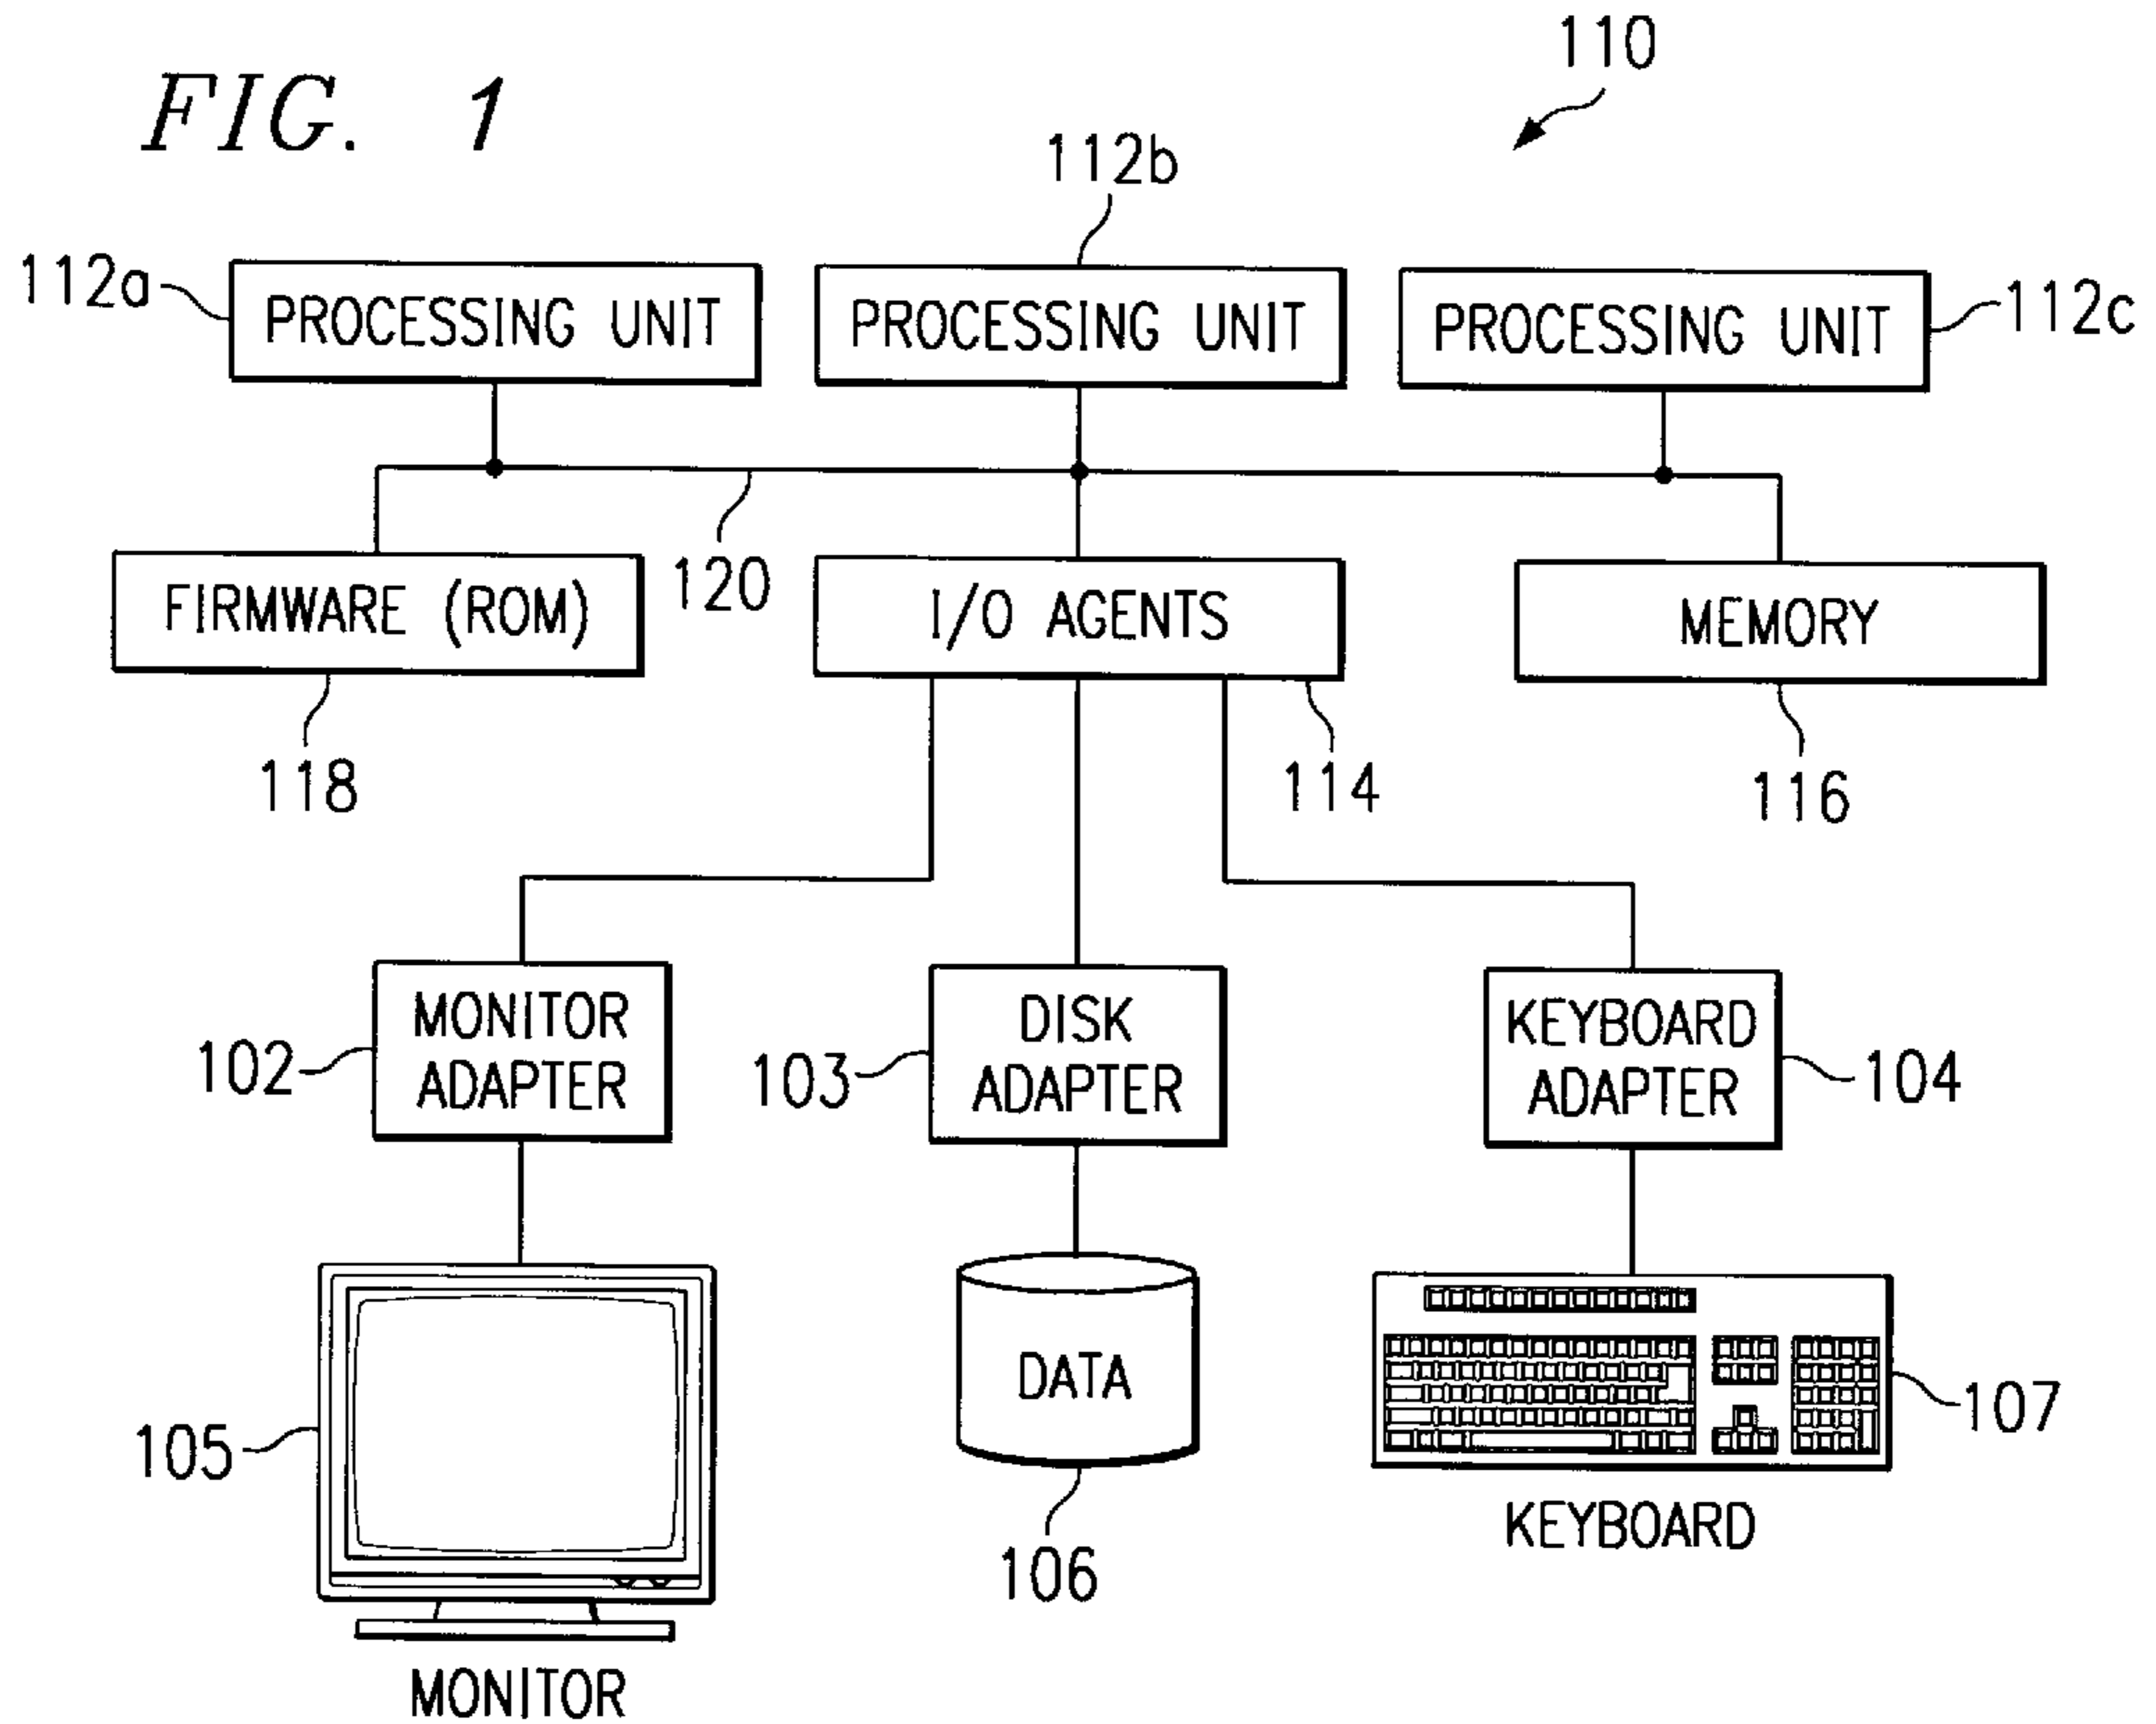 110
FIG. 1
112b
112a
PROCESSING UNIT
PROCESSING UNIT
PROCESSING UNIT
112c
FIRMWARE (ROM)
120
I/O AGENTS
MEMORY
118
114
116
102
MONITOR
ADAPTER
103
DISK
ADAPTER
KEYBOARD
ADAPTER
104
105
DATA
107
106
KEYBOARD
MONITOR